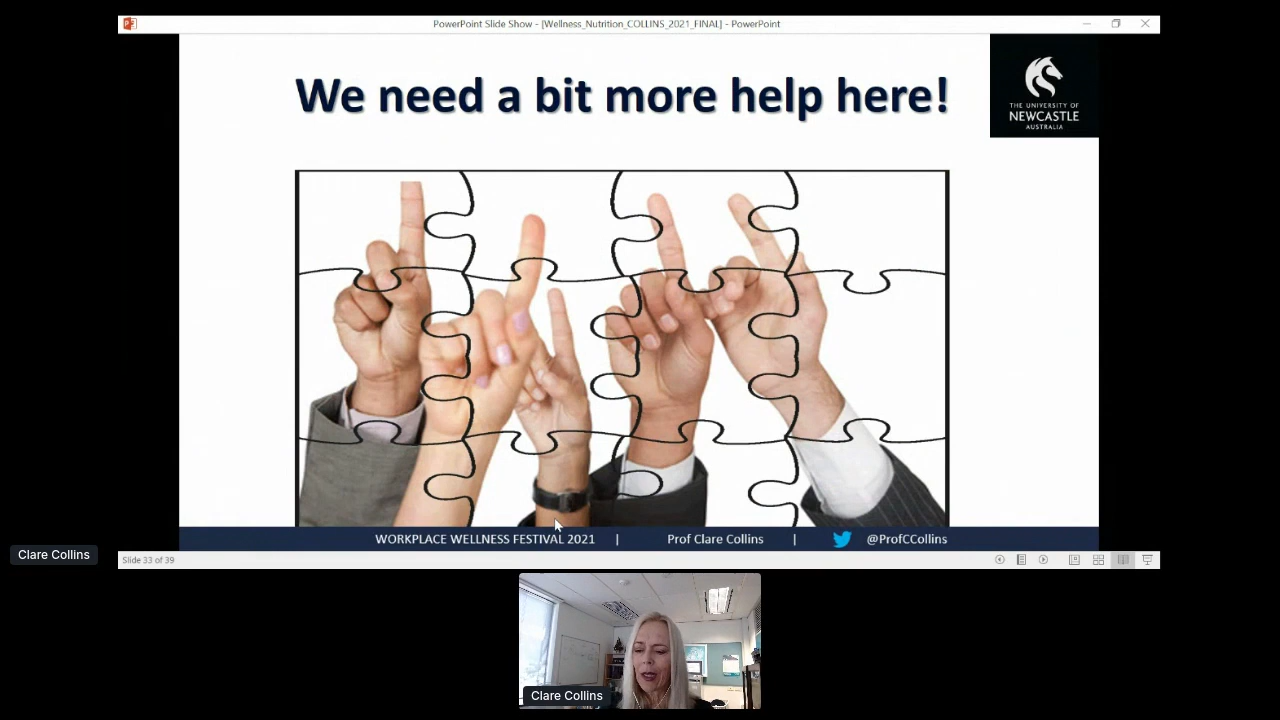 PowerPoint Slide Show - [Wellness_Nutrition_COLLINS_2021_FINAL] - PowerPoint
We need a bit more help here!
THE UNIVERSITY OF
NEWCASTLE
AUSTRALIA
WORKPLACE WELLNESS FESTIVAL 2021 | Prof Clare Collins | @ProfCCollins
Clare Collins
Slide 33 of 39
Clare Collins